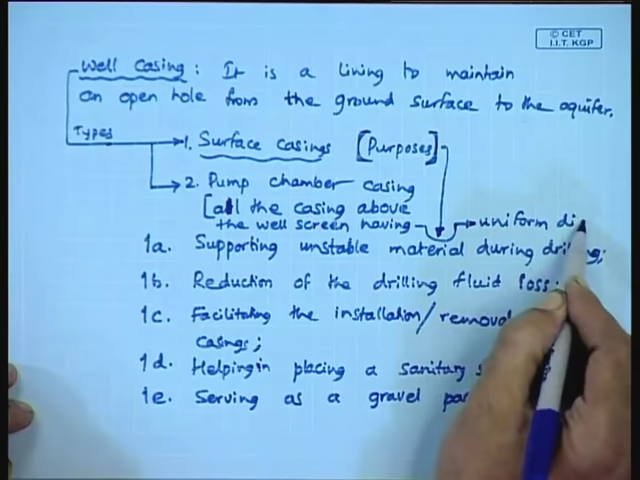 © CET
I.I.T. KGP
Well Casing : It is a lining to maintain
an open hole from the ground surface to the aquifer.
Types
1. Surface casings [Purposes]
2. Pump chamber casing
[all the casing above
the well screen having → uniform di
1a. Supporting unstable material during drilling;
1b. Reduction of the drilling fluid loss;
1c. Facilitating the installation/removal
casings;
1d. Helping in placing a sanitary s
1e. Serving as a gravel